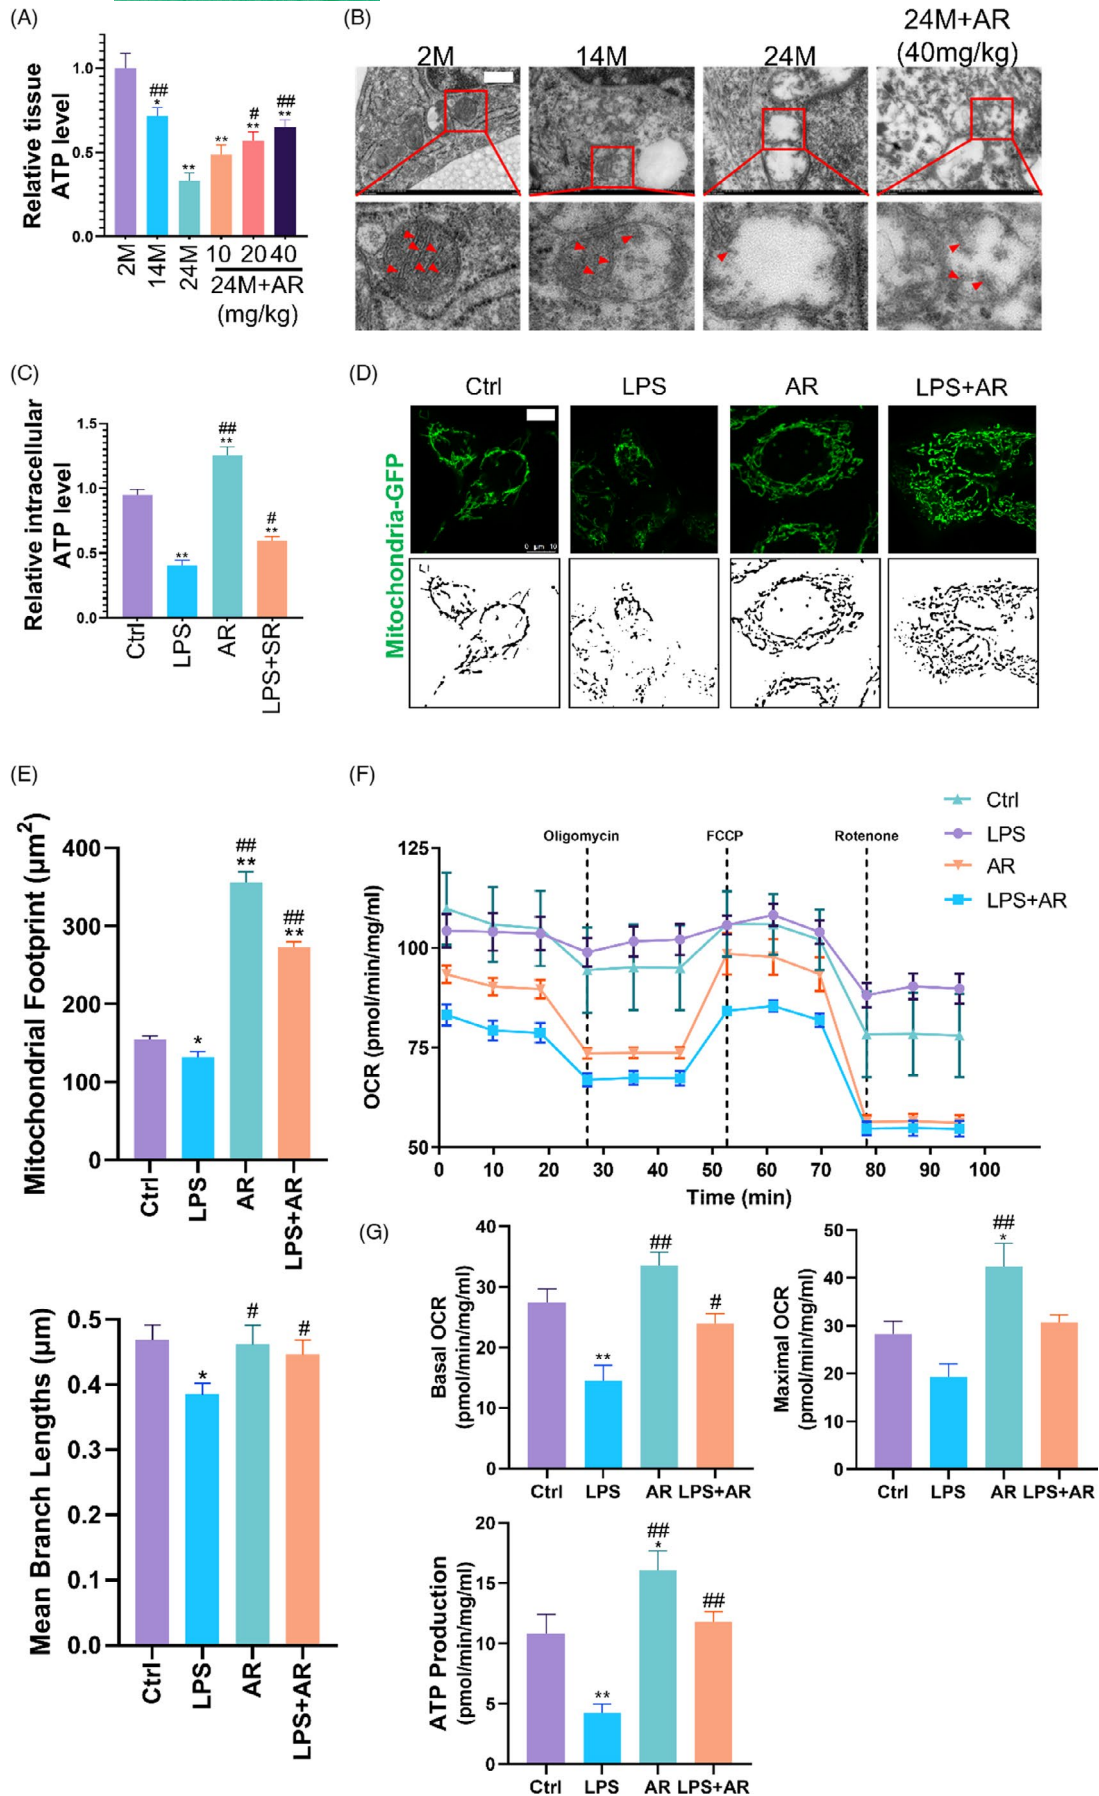 (A)
Relative tissue
ATP level
1.0
0.5
0.0
##
*
**
**
#
**
##
**
2M
14M
24M
10
20
40
24M+AR
(mg/kg)
(B)
2M
14M
24M
24M+AR
(40mg/kg)
(C)
Relative intracellular
ATP level
1.5
1.0
0.5
0.0
**
##
**
#
**
Ctrl
LPS
AR
LPS+SR
(D)
Ctrl
LPS
AR
LPS+AR
Mitochondria-GFP
0 µm 10
(E)
Mitochondrial Footprint (µm²)
400
300
200
100
0
*
##
**
##
**
Ctrl
LPS
AR
LPS+AR
Mean Branch Lengths (µm)
0.5
0.4
0.3
0.2
0.1
0.0
*
#
#
Ctrl
LPS
AR
LPS+AR
(F)
Ctrl
LPS
AR
LPS+AR
Oligomycin
FCCP
Rotenone
OCR (pmol/min/mg/ml)
125
100
75
50
0 10 20 30 40 50 60 70 80 90 100
Time (min)
(G)
Basal OCR
(pmol/min/mg/ml)
40
30
20
10
0
**
##
#
Ctrl
LPS
AR
LPS+AR
Maximal OCR
(pmol/min/mg/ml)
50
40
30
20
10
0
##
*
Ctrl
LPS
AR
LPS+AR
ATP Production
(pmol/min/mg/ml)
20
15
10
5
0
**
##
*
##
Ctrl
LPS
AR
LPS+AR